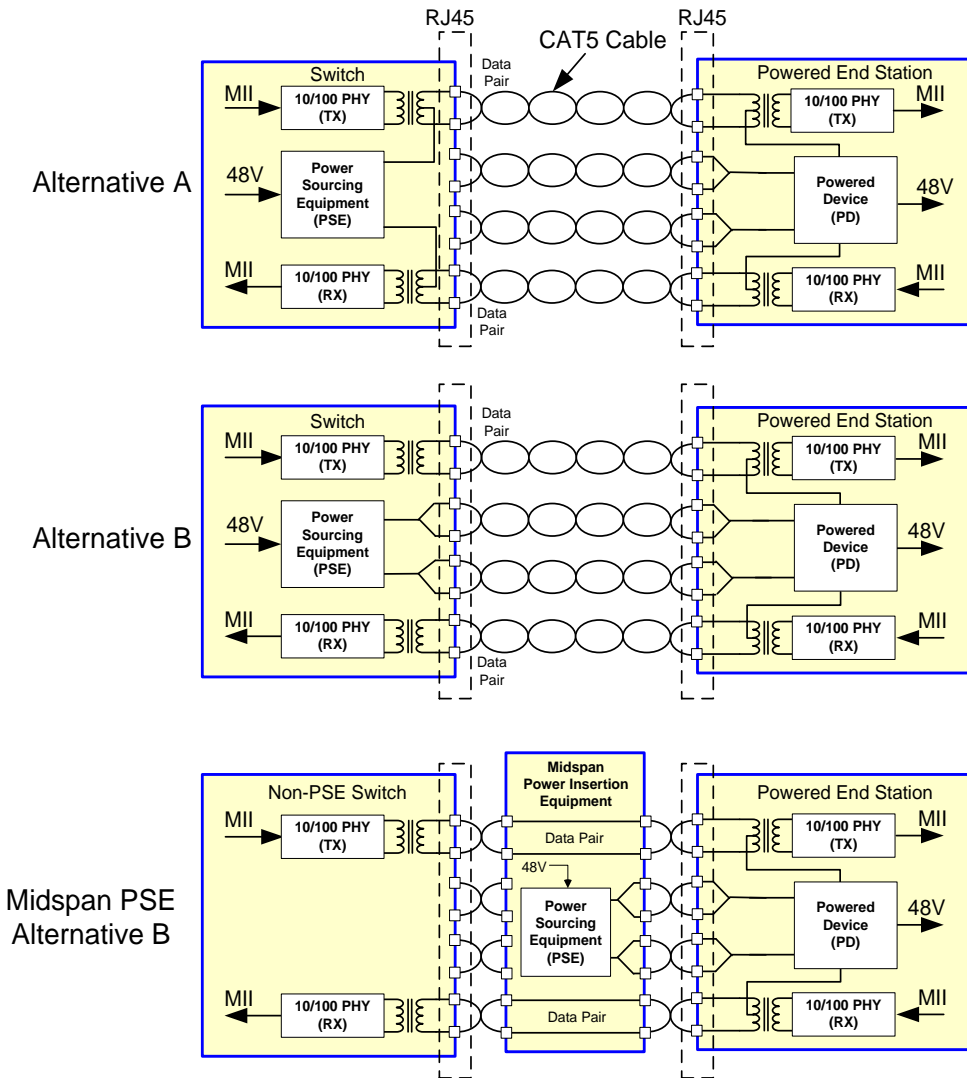 RJ45
RJ45
CAT5 Cable
Alternative A
Switch
MII
10/100 PHY
(TX)
48V
Power
Sourcing
Equipment
(PSE)
MII
10/100 PHY
(RX)
Data
Pair
Data
Pair
Powered End Station
10/100 PHY
(TX)
MII
Powered
Device
(PD)
48V
10/100 PHY
(RX)
MII
Alternative B
Switch
MII
10/100 PHY
(TX)
48V
Power
Sourcing
Equipment
(PSE)
MII
10/100 PHY
(RX)
Data
Pair
Data
Pair
Powered End Station
10/100 PHY
(TX)
MII
Powered
Device
(PD)
48V
10/100 PHY
(RX)
MII
Midspan PSE
Alternative B
Non-PSE Switch
MII
10/100 PHY
(TX)
MII
10/100 PHY
(RX)
Midspan
Power Insertion
Equipment
Data Pair
48V
Power
Sourcing
Equipment
(PSE)
Data Pair
Powered End Station
10/100 PHY
(TX)
MII
Powered
Device
(PD)
48V
10/100 PHY
(RX)
MII